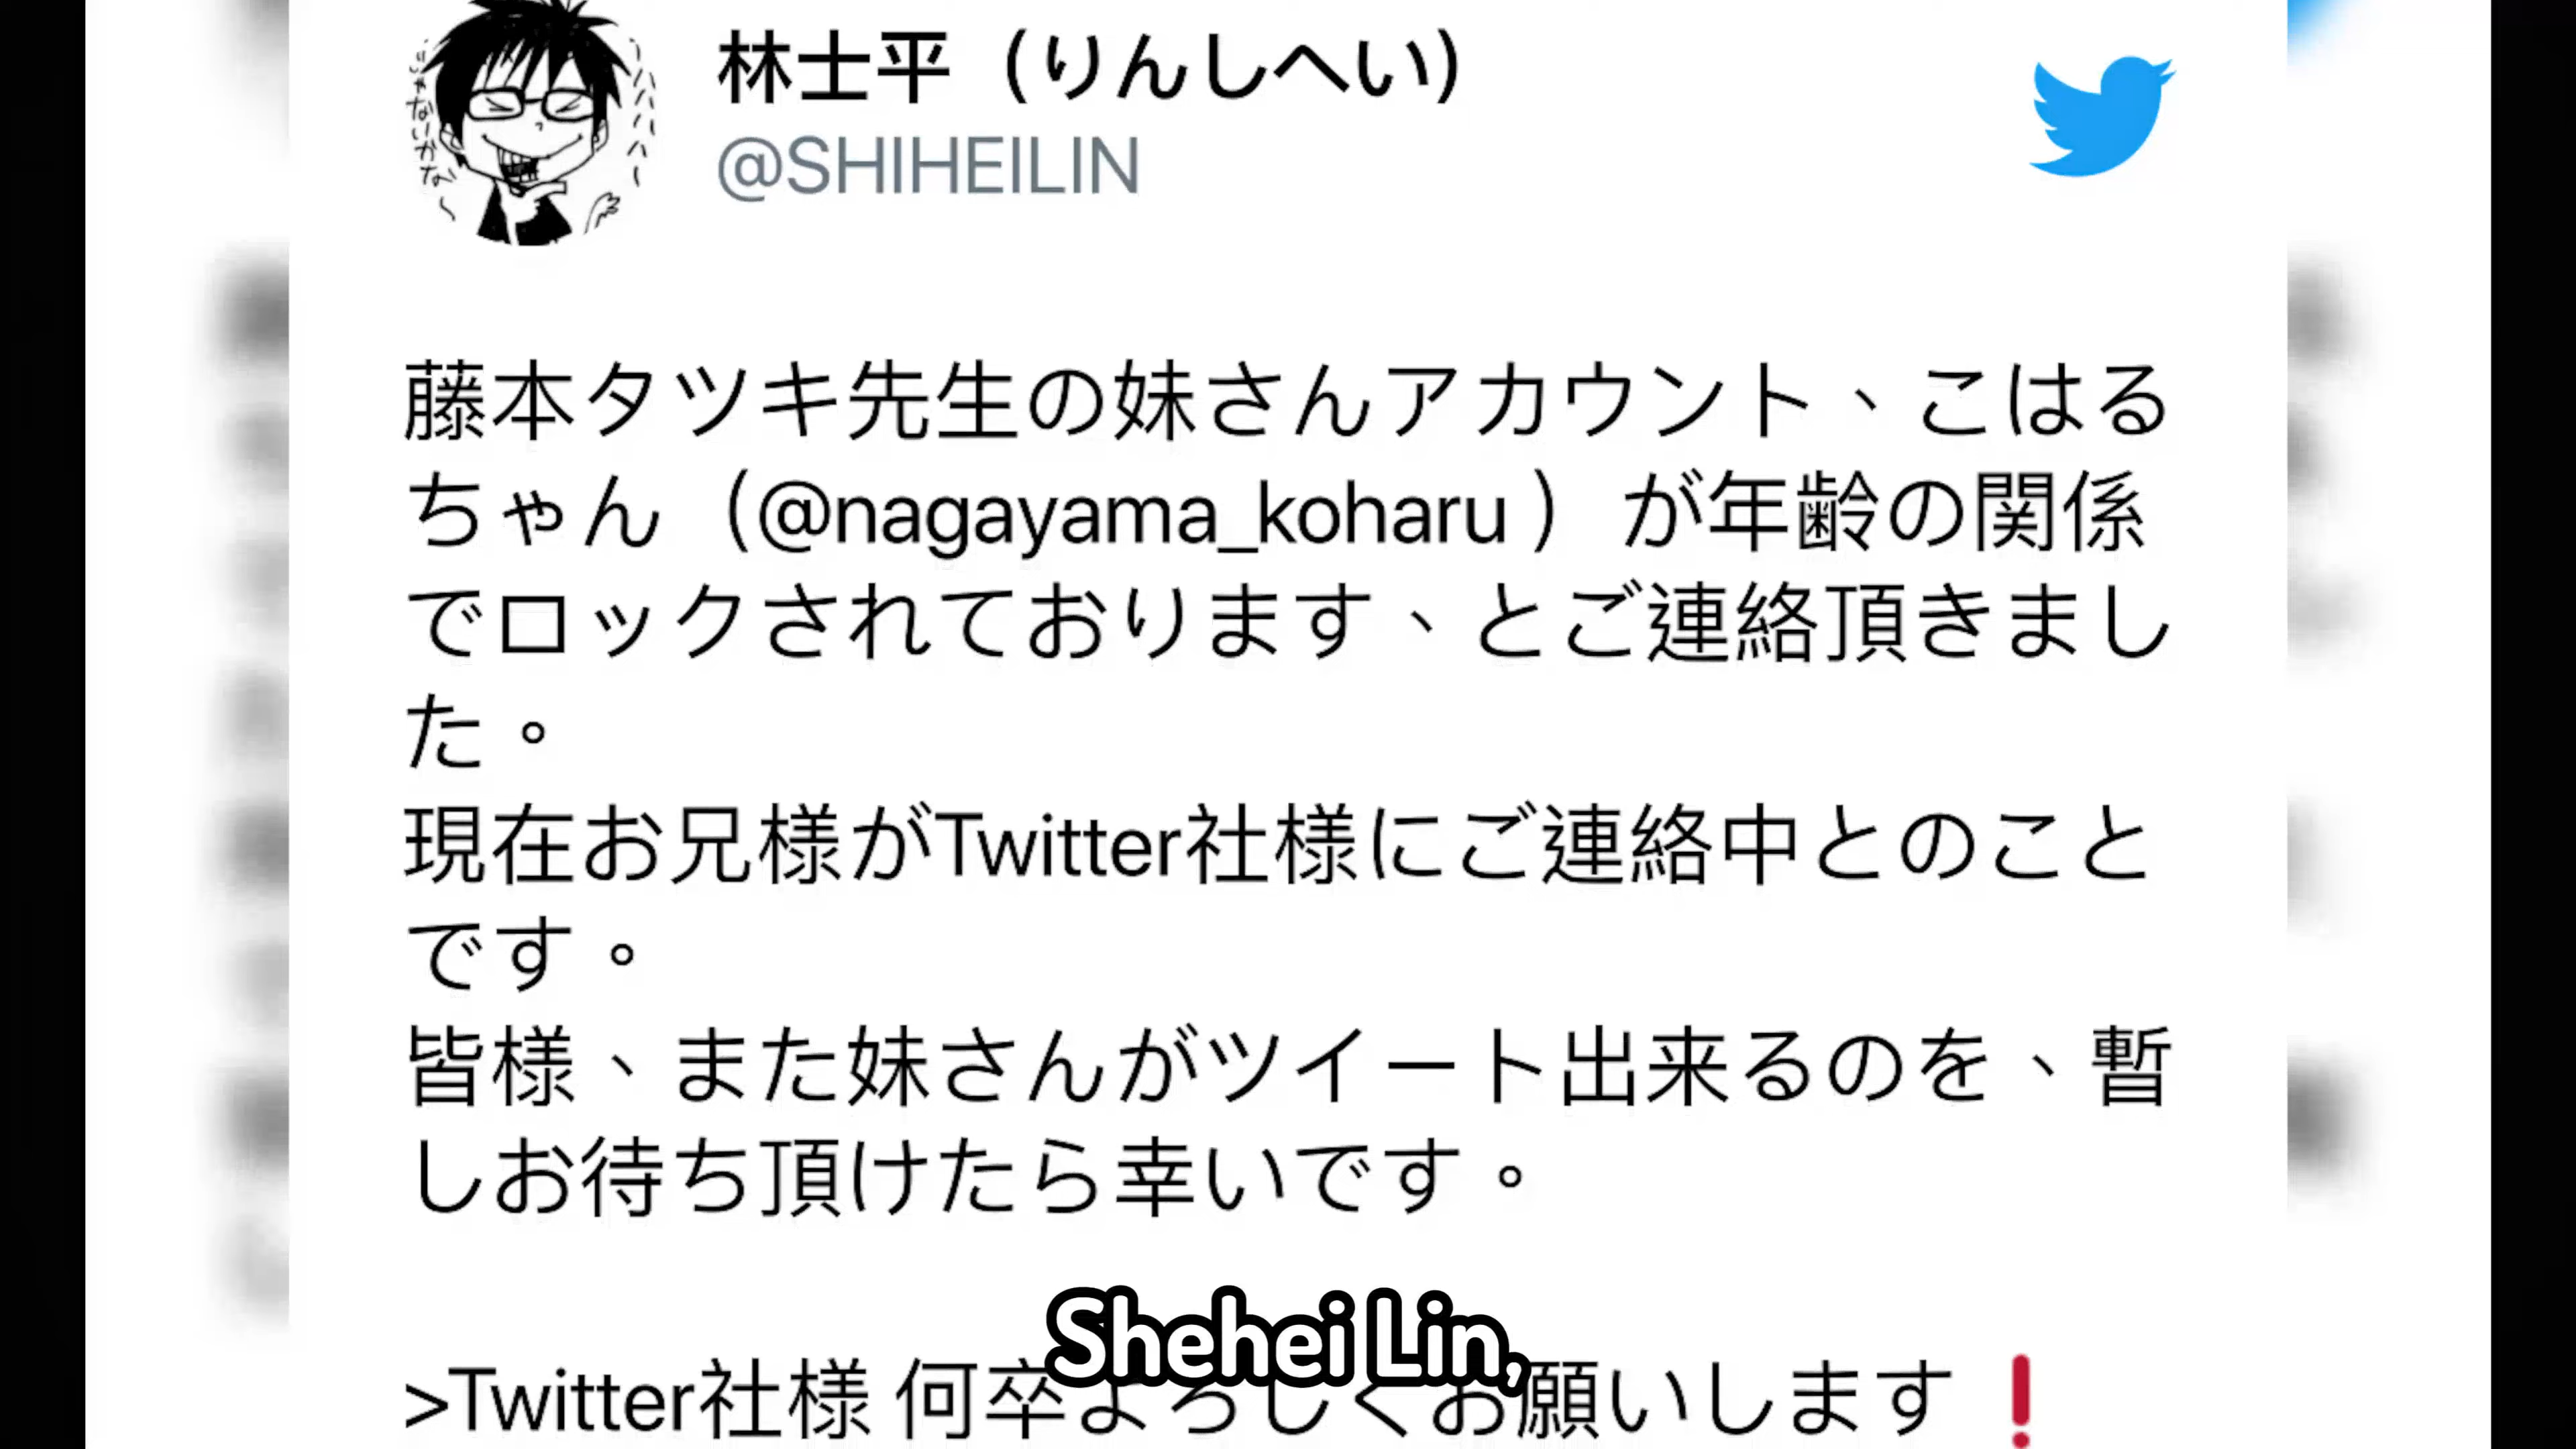 林士平（りんしへい）
@SHIHEILIN
じゃないかな〜
藤本タツキ先生の妹さんアカウント、こはる
ちゃん（@nagayama_koharu ） が年齢の関係
でロックされております、とご連絡頂きまし
た。
現在お兄様がTwitter社様にご連絡中とのこと
です。
皆様、また妹さんがツイート出来るのを、暫
しお待ち頂けたら幸いです。
Shehei Lin,
>Twitter社様 何卒よろしくお願いします❗